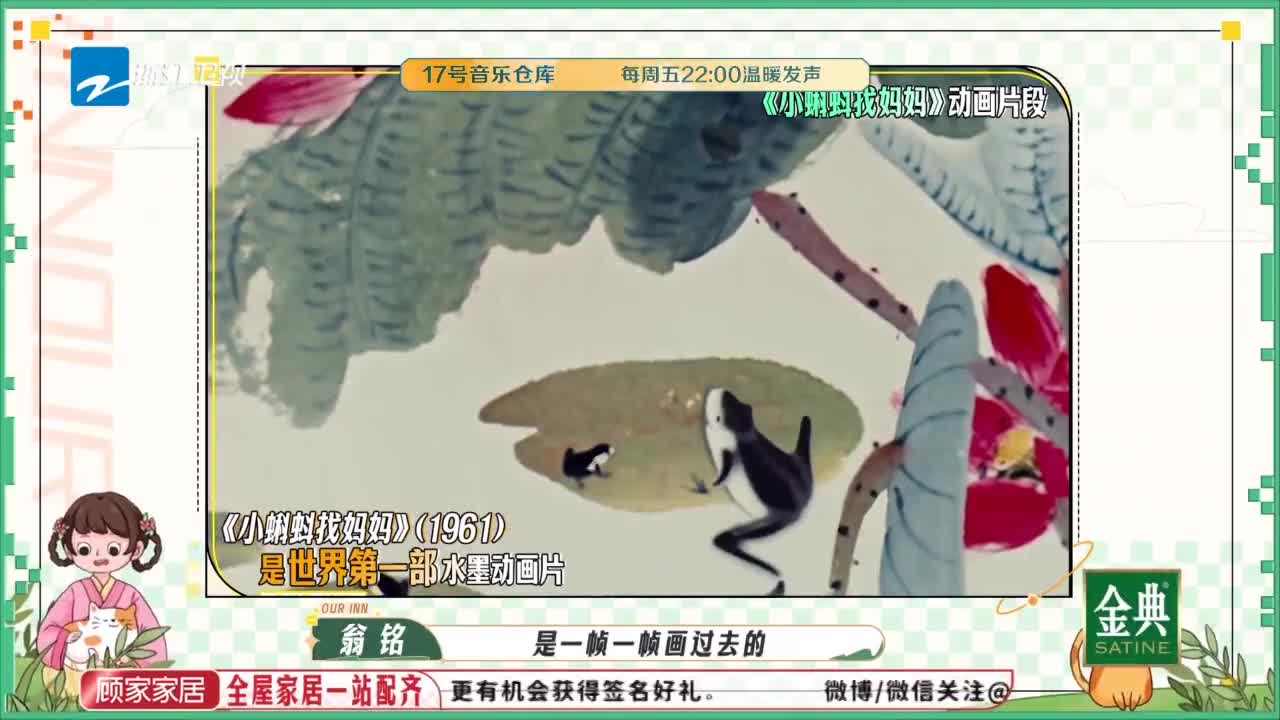 浙江卫视
17号音乐仓库 每周五22:00温暖发声
《小蝌蚪找妈妈》动画片段
《小蝌蚪找妈妈》(1961)
是世界第一部水墨动画片
OUR INN
翁铭
是一帧一帧画过去的
金典
SATINE
顾家家居 全屋家居一站配齐 更有机会获得签名好礼。 微博/微信关注@